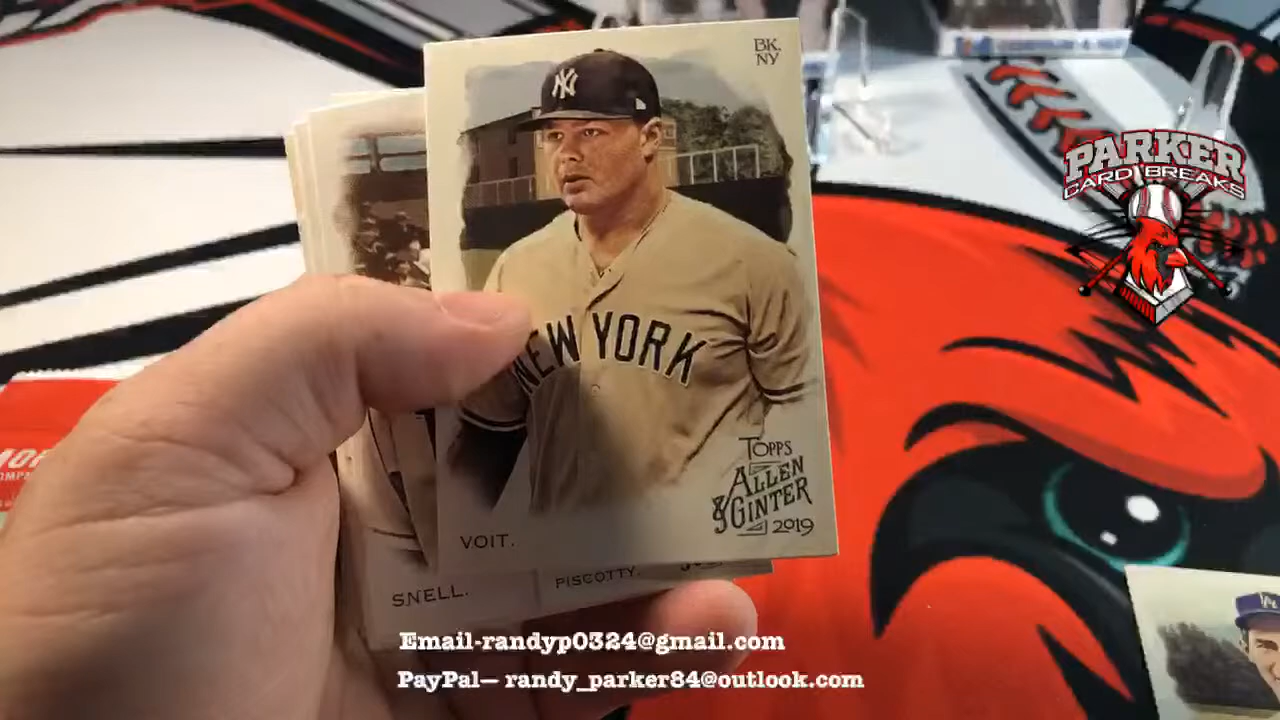 BK.
NY
NY
PARKER
CARD BREAKS
NEW YORK
TOPPS
ALLEN
& GINTER
2019
VOIT.
SNELL.
PISCOTTY.
Email-randyp0324@gmail.com
PayPal— randy_parker84@outlook.com